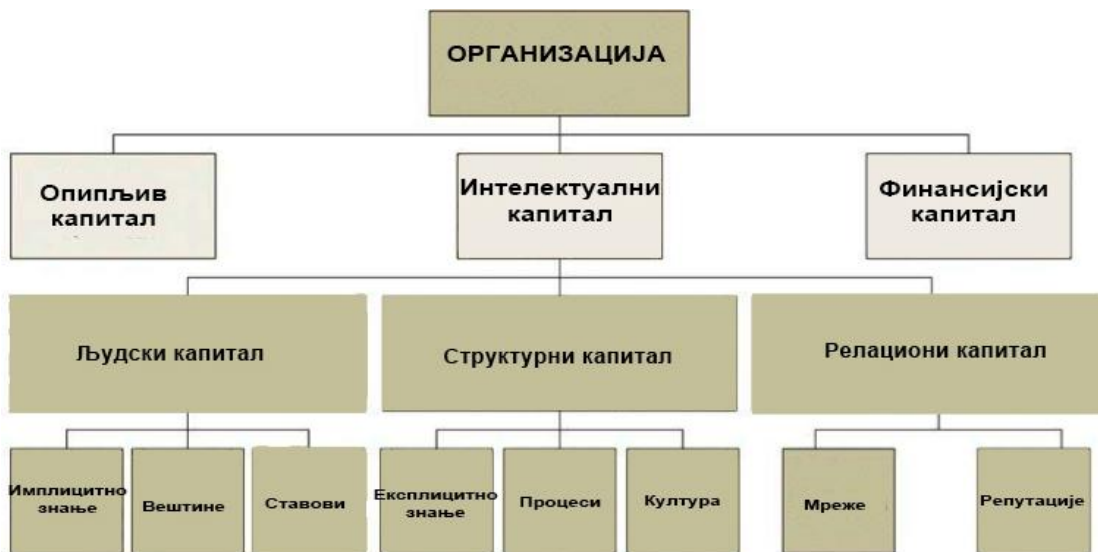 ОРГАНИЗАЦИЈА
Опипљив
капитал
Интелектуални
капитал
Финансијски
капитал
Људски капитал
Структурни капитал
Релациони капитал
Имплицитно
знање
Вештине
Ставови
Експлицитно
знање
Процеси
Култура
Мреже
Репутације